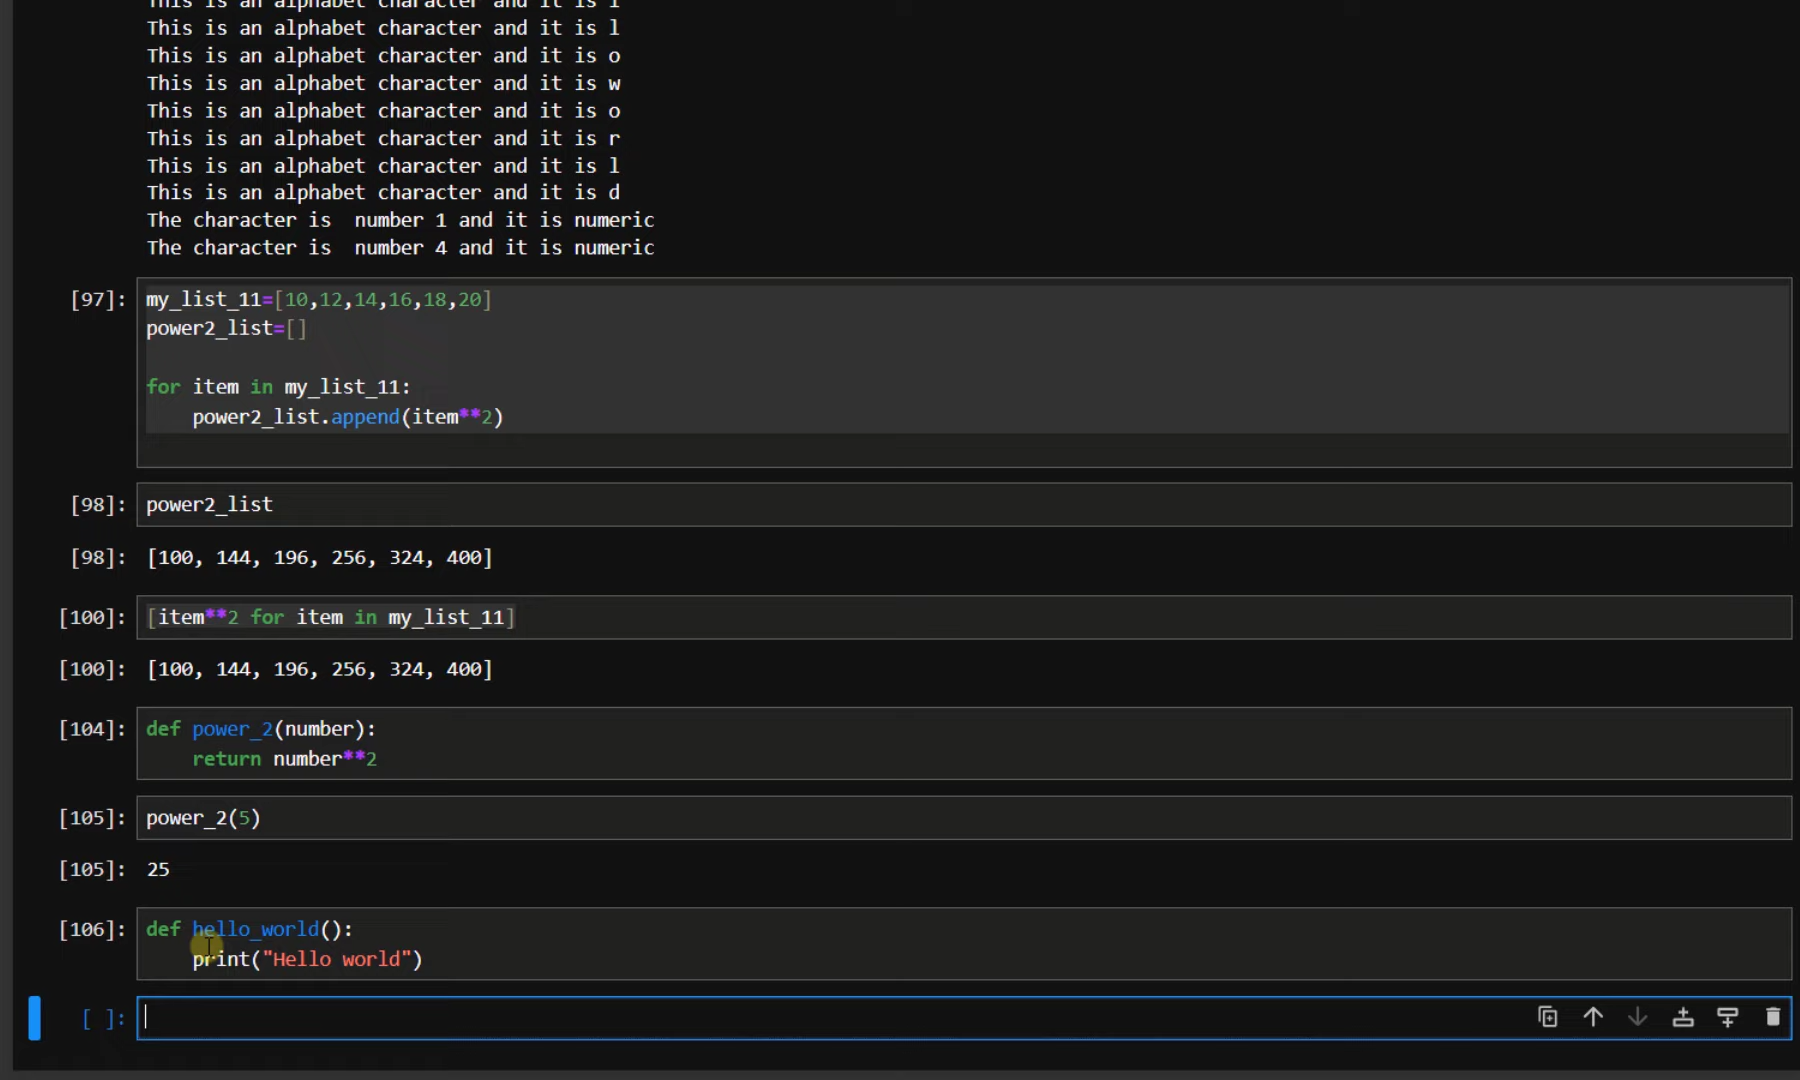 This is an alphabet character and it is l
This is an alphabet character and it is l
This is an alphabet character and it is o
This is an alphabet character and it is w
This is an alphabet character and it is o
This is an alphabet character and it is r
This is an alphabet character and it is l
This is an alphabet character and it is d
The character is  number 1 and it is numeric
The character is  number 4 and it is numeric
[97]: my_list_11=[10,12,14,16,18,20]
power2_list=[]
for item in my_list_11:
    power2_list.append(item**2)
[98]: power2_list
[98]: [100, 144, 196, 256, 324, 400]
[100]: [item**2 for item in my_list_11]
[100]: [100, 144, 196, 256, 324, 400]
[104]: def power_2(number):
    return number**2
[105]: power_2(5)
[105]: 25
[106]: def hello_world():
    print("Hello world")
[ ]: